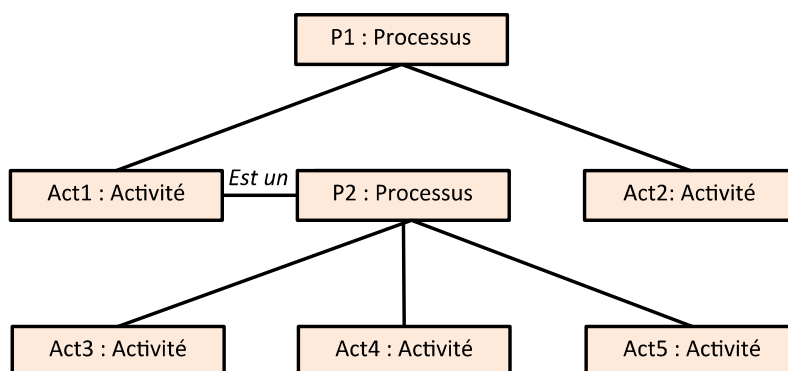 P1 : Processus
Act1 : Activité
Est un
P2 : Processus
Act2: Activité
Act3 : Activité
Act4 : Activité
Act5 : Activité